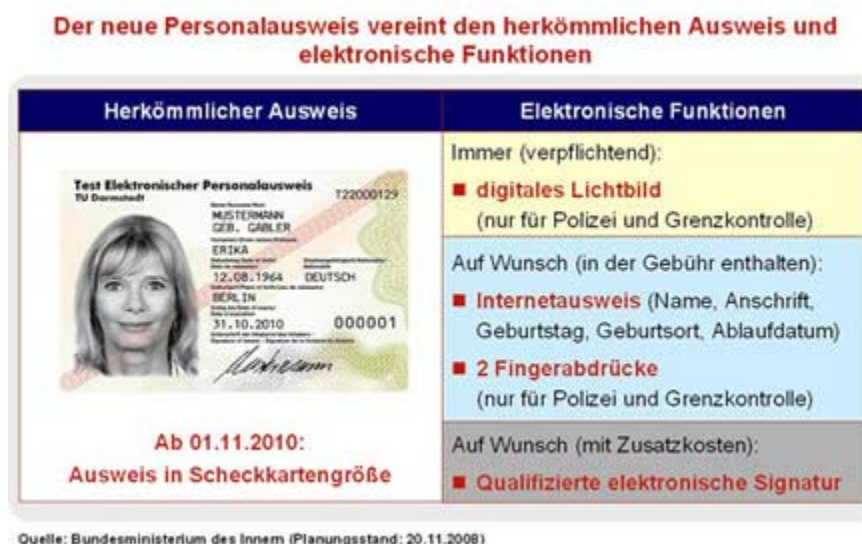 Der neue Personalausweis vereint den herkömmlichen Ausweis und
elektronische Funktionen
Herkömmlicher Ausweis
Test Elektronischer Personalausweis
TU Darmstadt
T22000129
MUSTERMANN
GEB. GABLER
ERIKA
12.08.1964 DEUTSCH
BERLIN
31.10.2010 000001
Ab 01.11.2010:
Ausweis in Scheckkartengröße
Elektronische Funktionen
Immer (verpflichtend):
■ digitales Lichtbild
(nur für Polizei und Grenzkontrolle)
Auf Wunsch (in der Gebühr enthalten):
■ Internetausweis (Name, Anschrift,
Geburtstag, Geburtsort, Ablaufdatum)
■ 2 Fingerabdrücke
(nur für Polizei und Grenzkontrolle)
Auf Wunsch (mit Zusatzkosten):
■ Qualifizierte elektronische Signatur
Quelle: Bundesministerium des Innern (Planungsstand: 20.11.2008)